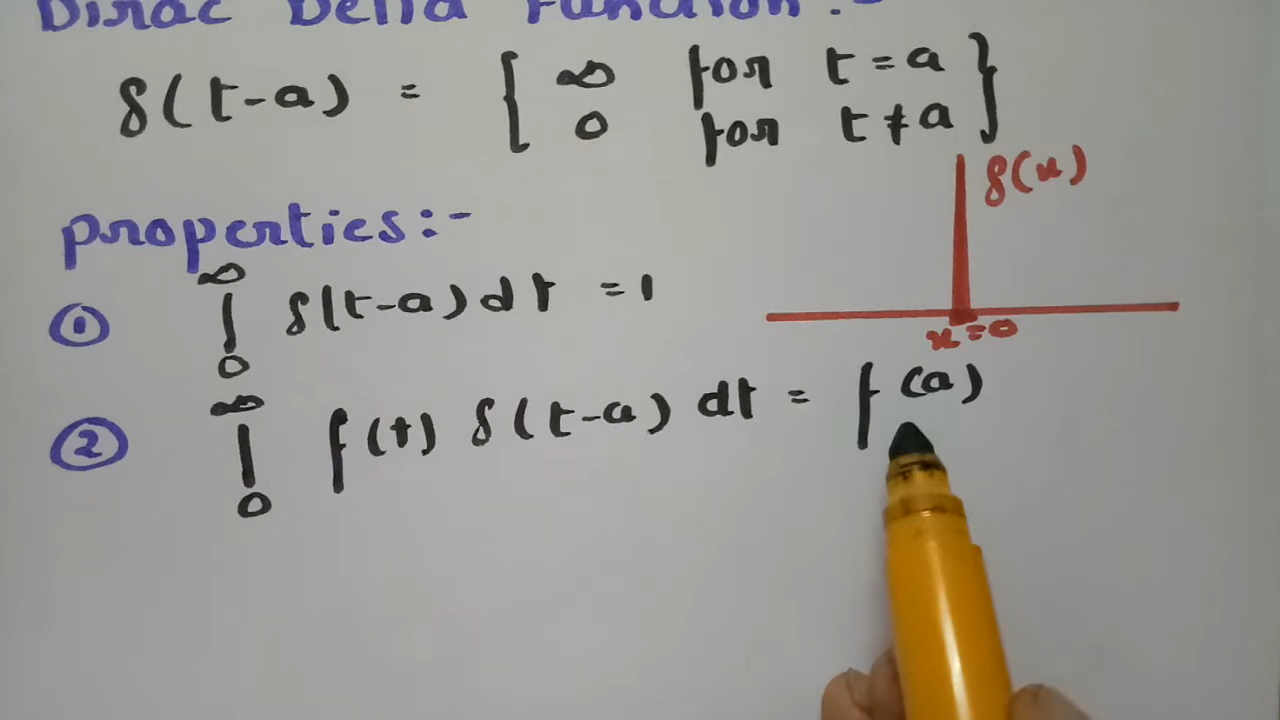 Dirac Delta Function :-
δ(t-a) = { ∞ for t=a
0 for t≠a }
δ(x)
properties:-
① ∫₀^∞ δ(t-a) dt = 1
x=0
② ∫₀^∞ f(t) δ(t-a) dt = f(a)